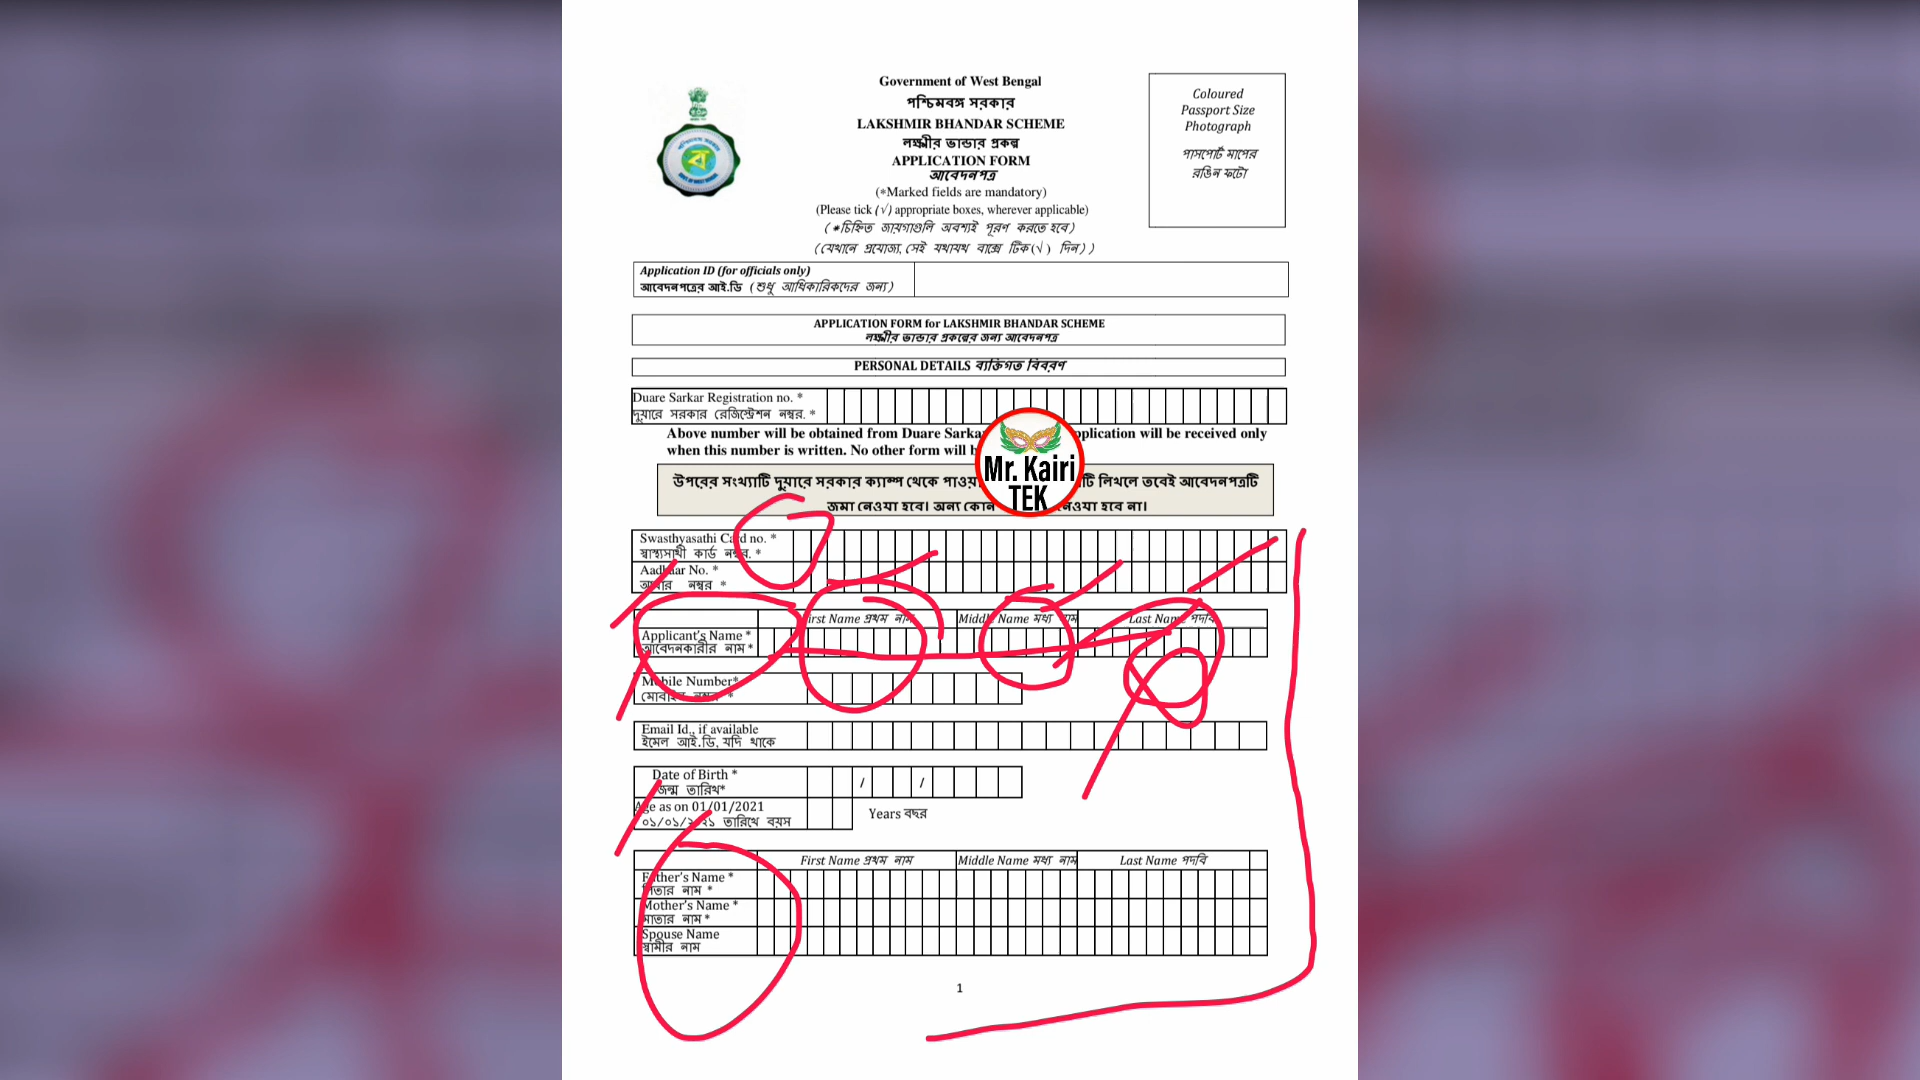 Government of West Bengal
পশ্চিমবঙ্গ সরকার
LAKSHMIR BHANDAR SCHEME
লক্ষ্মীর ভান্ডার প্রকল্প
APPLICATION FORM
আবেদনপত্র
(*Marked fields are mandatory)
(Please tick (√) appropriate boxes, wherever applicable)
(*চিহ্নিত জায়গাগুলি অবশ্যই পূরণ করতে হবে)
(যেখানে প্রযোজ্য, সেই যথাযথ বাক্সে টিক(√) দিন))
Coloured
Passport Size
Photograph
পাসপোর্ট মাপের
রঙিন ফটো
Application ID (for officials only)
আবেদনপত্রের আই.ডি (শুধু আধিকারিকদের জন্য)
APPLICATION FORM for LAKSHMIR BHANDAR SCHEME
লক্ষ্মীর ভান্ডার প্রকল্পের জন্য আবেদনপত্র
PERSONAL DETAILS ব্যক্তিগত বিবরণ
Duare Sarkar Registration no. *
দুয়ারে সরকার রেজিস্ট্রেশন নম্বর. *
Above number will be obtained from Duare Sarka pplication will be received only
when this number is written. No other form will b
Mr. Kairi
TEK
উপরের সংখ্যাটি দুয়ারে সরকার ক্যাম্প থেকে পাওয়া টি লিখলে তবেই আবেদনপত্রটি
জমা নেওয়া হবে। অন্য কোন নেওয়া হবে না।
Swasthyasathi Card no. *
স্বাস্থ্যসাথী কার্ড নম্বর. *
Aadhaar No. *
আধার নম্বর *
First Name প্রথম নাম Middle Name মধ্য নাম Last Name পদবি
Applicant's Name *
আবেদনকারীর নাম *
Mobile Number*
মোবাইল নম্বর *
Email Id., if available
ইমেল আই.ডি, যদি থাকে
Date of Birth * / /
জন্ম তারিখ*
Age as on 01/01/2021
০১/০১/২০২১ তারিখে বয়স Years বছর
First Name প্রথম নাম Middle Name মধ্য নাম Last Name পদবি
Father's Name *
পিতার নাম *
Mother's Name *
মাতার নাম *
Spouse Name
স্বামীর নাম
1